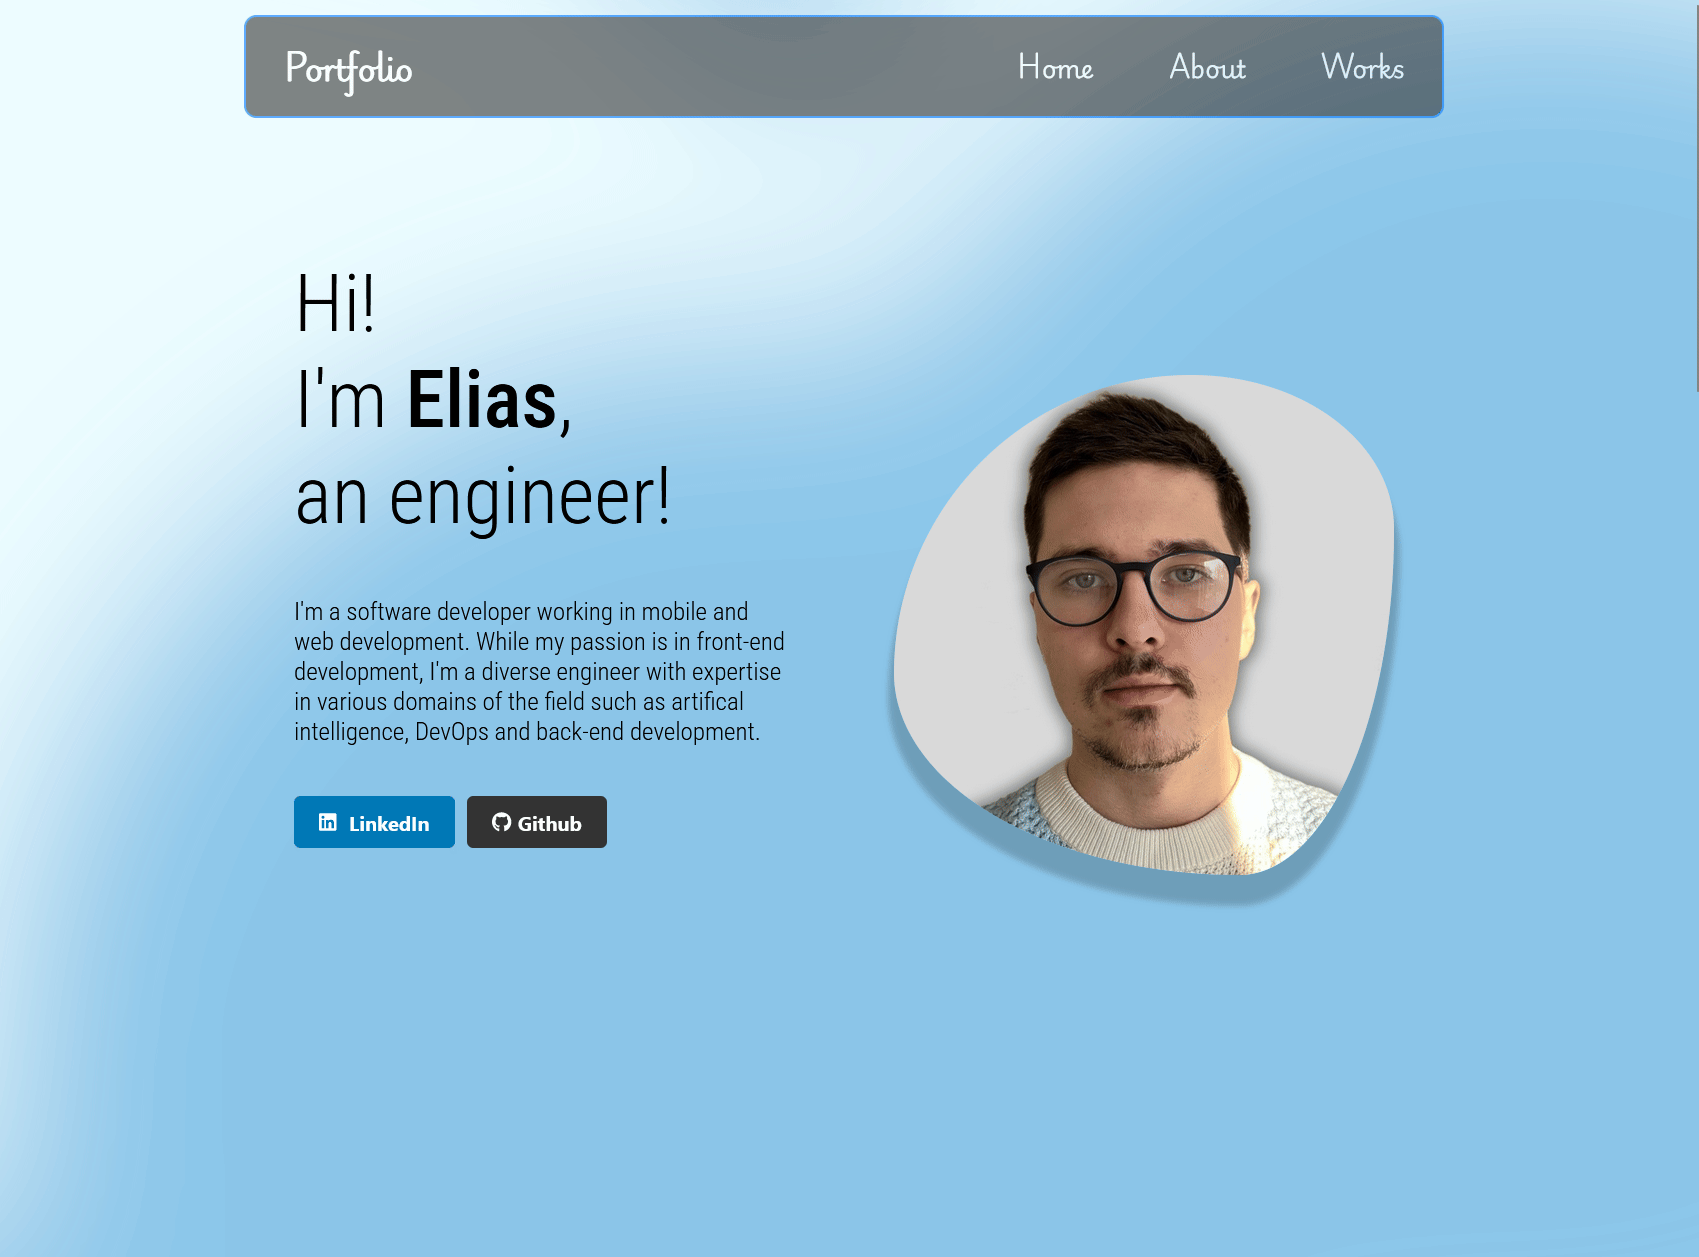 Portfolio
Home About Works
Hi!
I'm Elias,
an engineer!
I'm a software developer working in mobile and
web development. While my passion is in front-end
development, I'm a diverse engineer with expertise
in various domains of the field such as artifical
intelligence, DevOps and back-end development.
LinkedIn Github